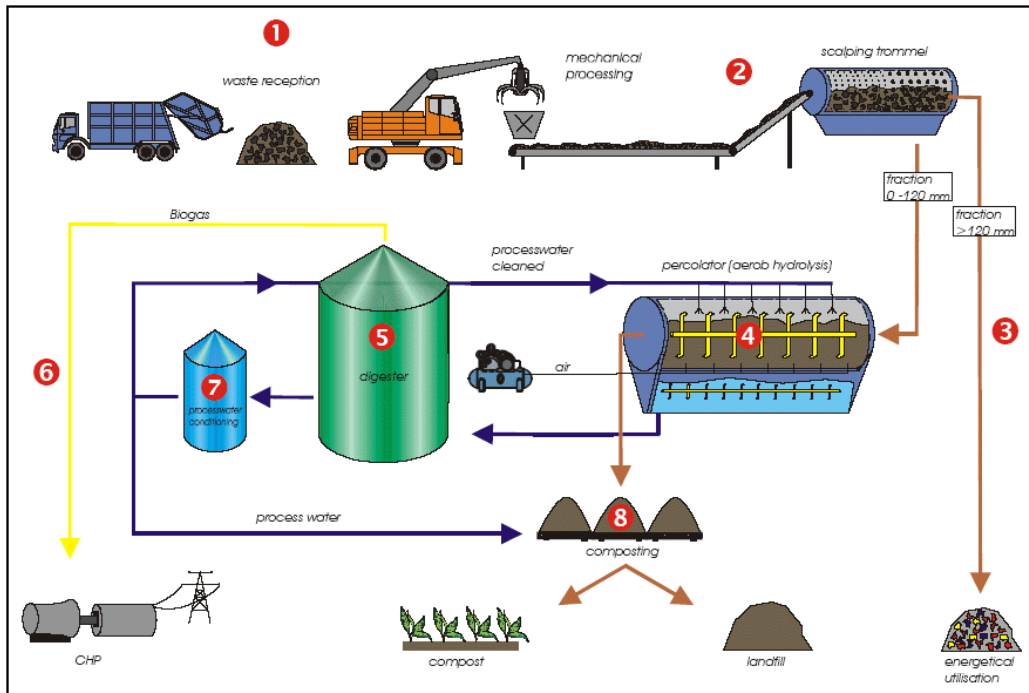 1
waste reception
mechanical
processing
2
scalping trommel
fraction
0 -120 mm
fraction
>120 mm
Biogas
processwater
cleaned
percolator (aerob hydrolysis)
3
4
5
digester
air
6
7
processwater
conditioning
process water
8
composting
CHP
compost
landfill
energetical
utilisation